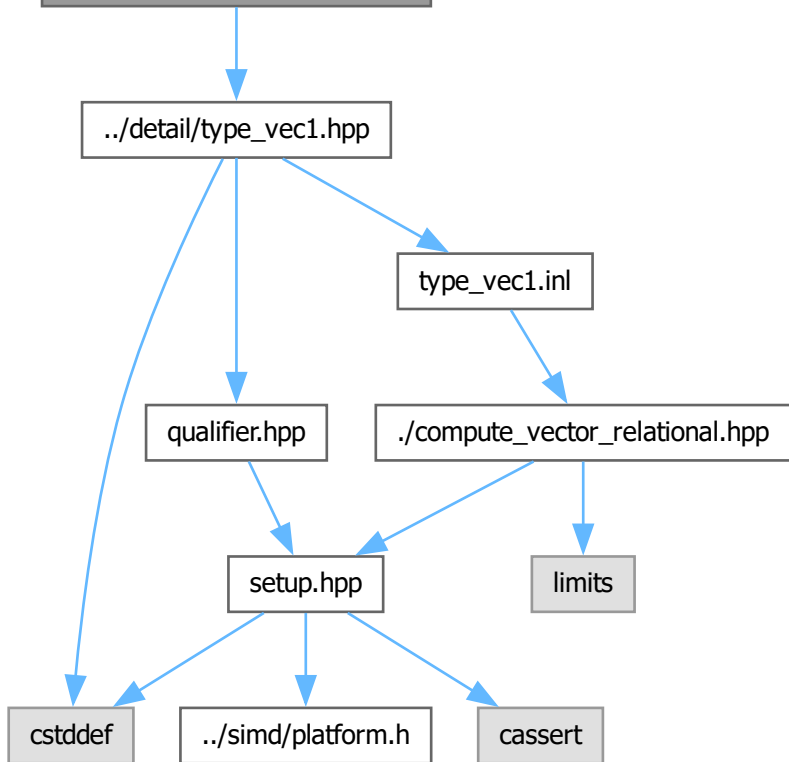 ../detail/type_vec1.hpp
type_vec1.inl
qualifier.hpp
./compute_vector_relational.hpp
setup.hpp
limits
cstddef
../simd/platform.h
cassert